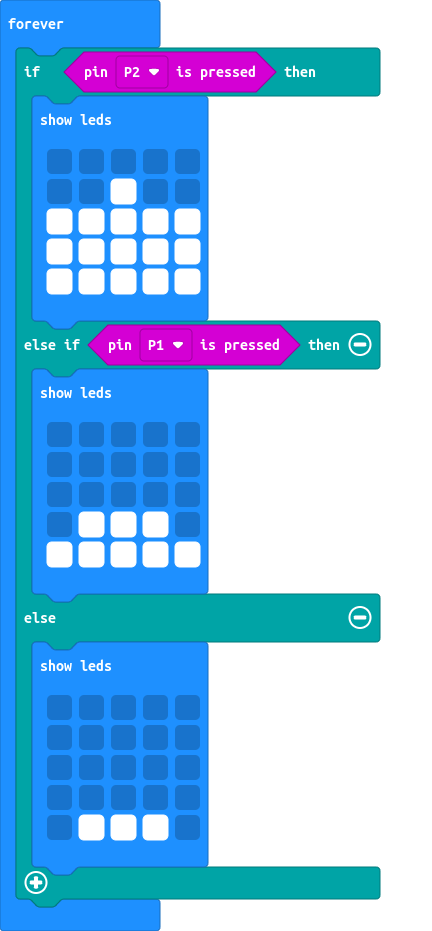 forever
if pin P2 is pressed then
show leds
else if pin P1 is pressed then
show leds
else
show leds